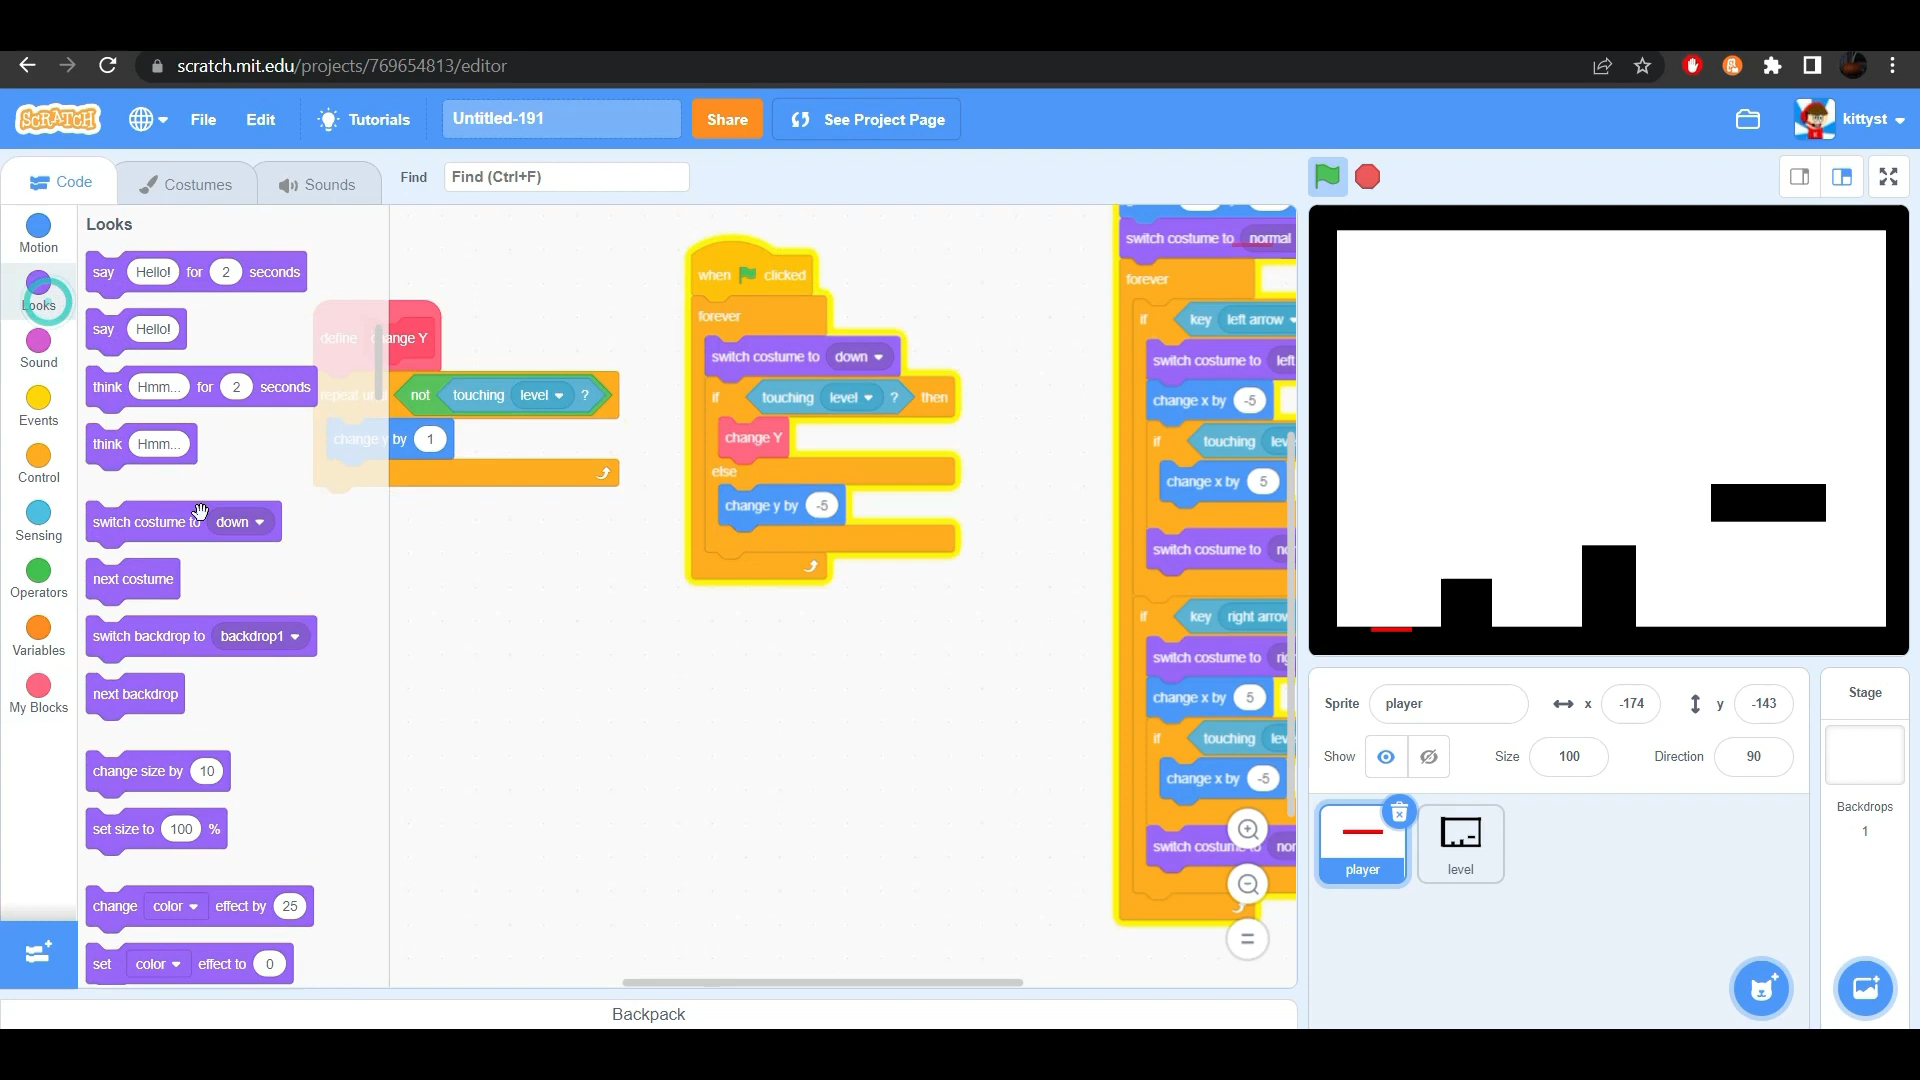 scratch.mit.edu/projects/769654813/editor
SCRATCH
File
Edit
Tutorials
Untitled-191
Share
See Project Page
kittyst
Code
Costumes
Sounds
Find
Find (Ctrl+F)
Motion
Looks
Sound
Events
Control
Sensing
Operators
Variables
My Blocks
Looks
say Hello! for 2 seconds
say Hello!
think Hmm... for 2 seconds
think Hmm...
switch costume to down
next costume
switch backdrop to backdrop1
next backdrop
change size by 10
set size to 100 %
change color effect by 25
set color effect to 0
define change Y
not touching level ?
change y by 1
when clicked
forever
switch costume to down
if touching level ? then
change Y
else
change y by -5
switch costume to normal
forever
if key left arrow
switch costume to left
change x by -5
if touching
change x by 5
switch costume to
if key right arrow
switch costume to
change x by 5
if touching
change x by -5
switch costume
Backpack
Sprite
player
x
-174
y
-143
Show
Size
100
Direction
90
player
level
Stage
Backdrops
1